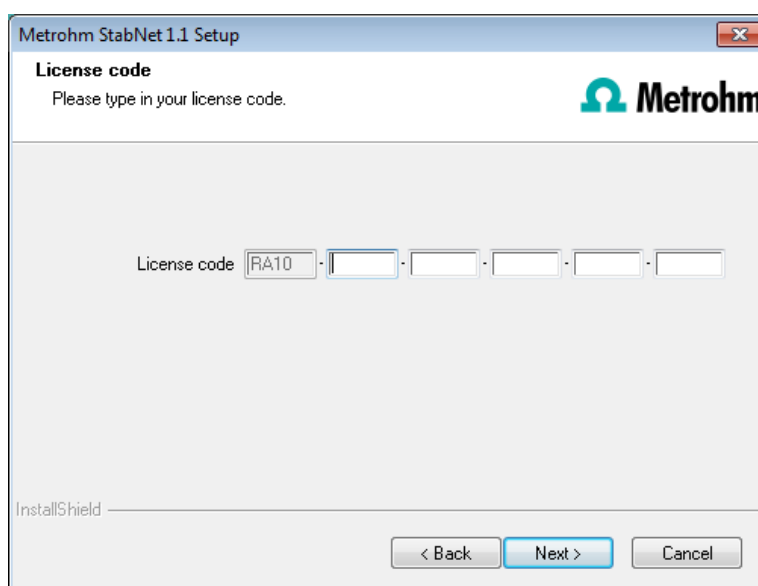 Metrohm StabNet 1.1 Setup
License code
Please type in your license code.
Metrohm
License code RA10 - - - - -
InstallShield
< Back Next > Cancel